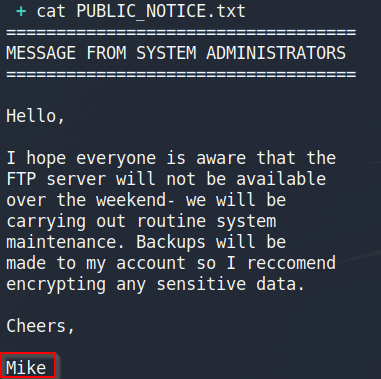 + cat PUBLIC_NOTICE.txt
===================================
MESSAGE FROM SYSTEM ADMINISTRATORS
===================================
Hello,
I hope everyone is aware that the
FTP server will not be available
over the weekend- we will be
carrying out routine system
maintenance. Backups will be
made to my account so I reccomend
encrypting any sensitive data.
Cheers,
Mike